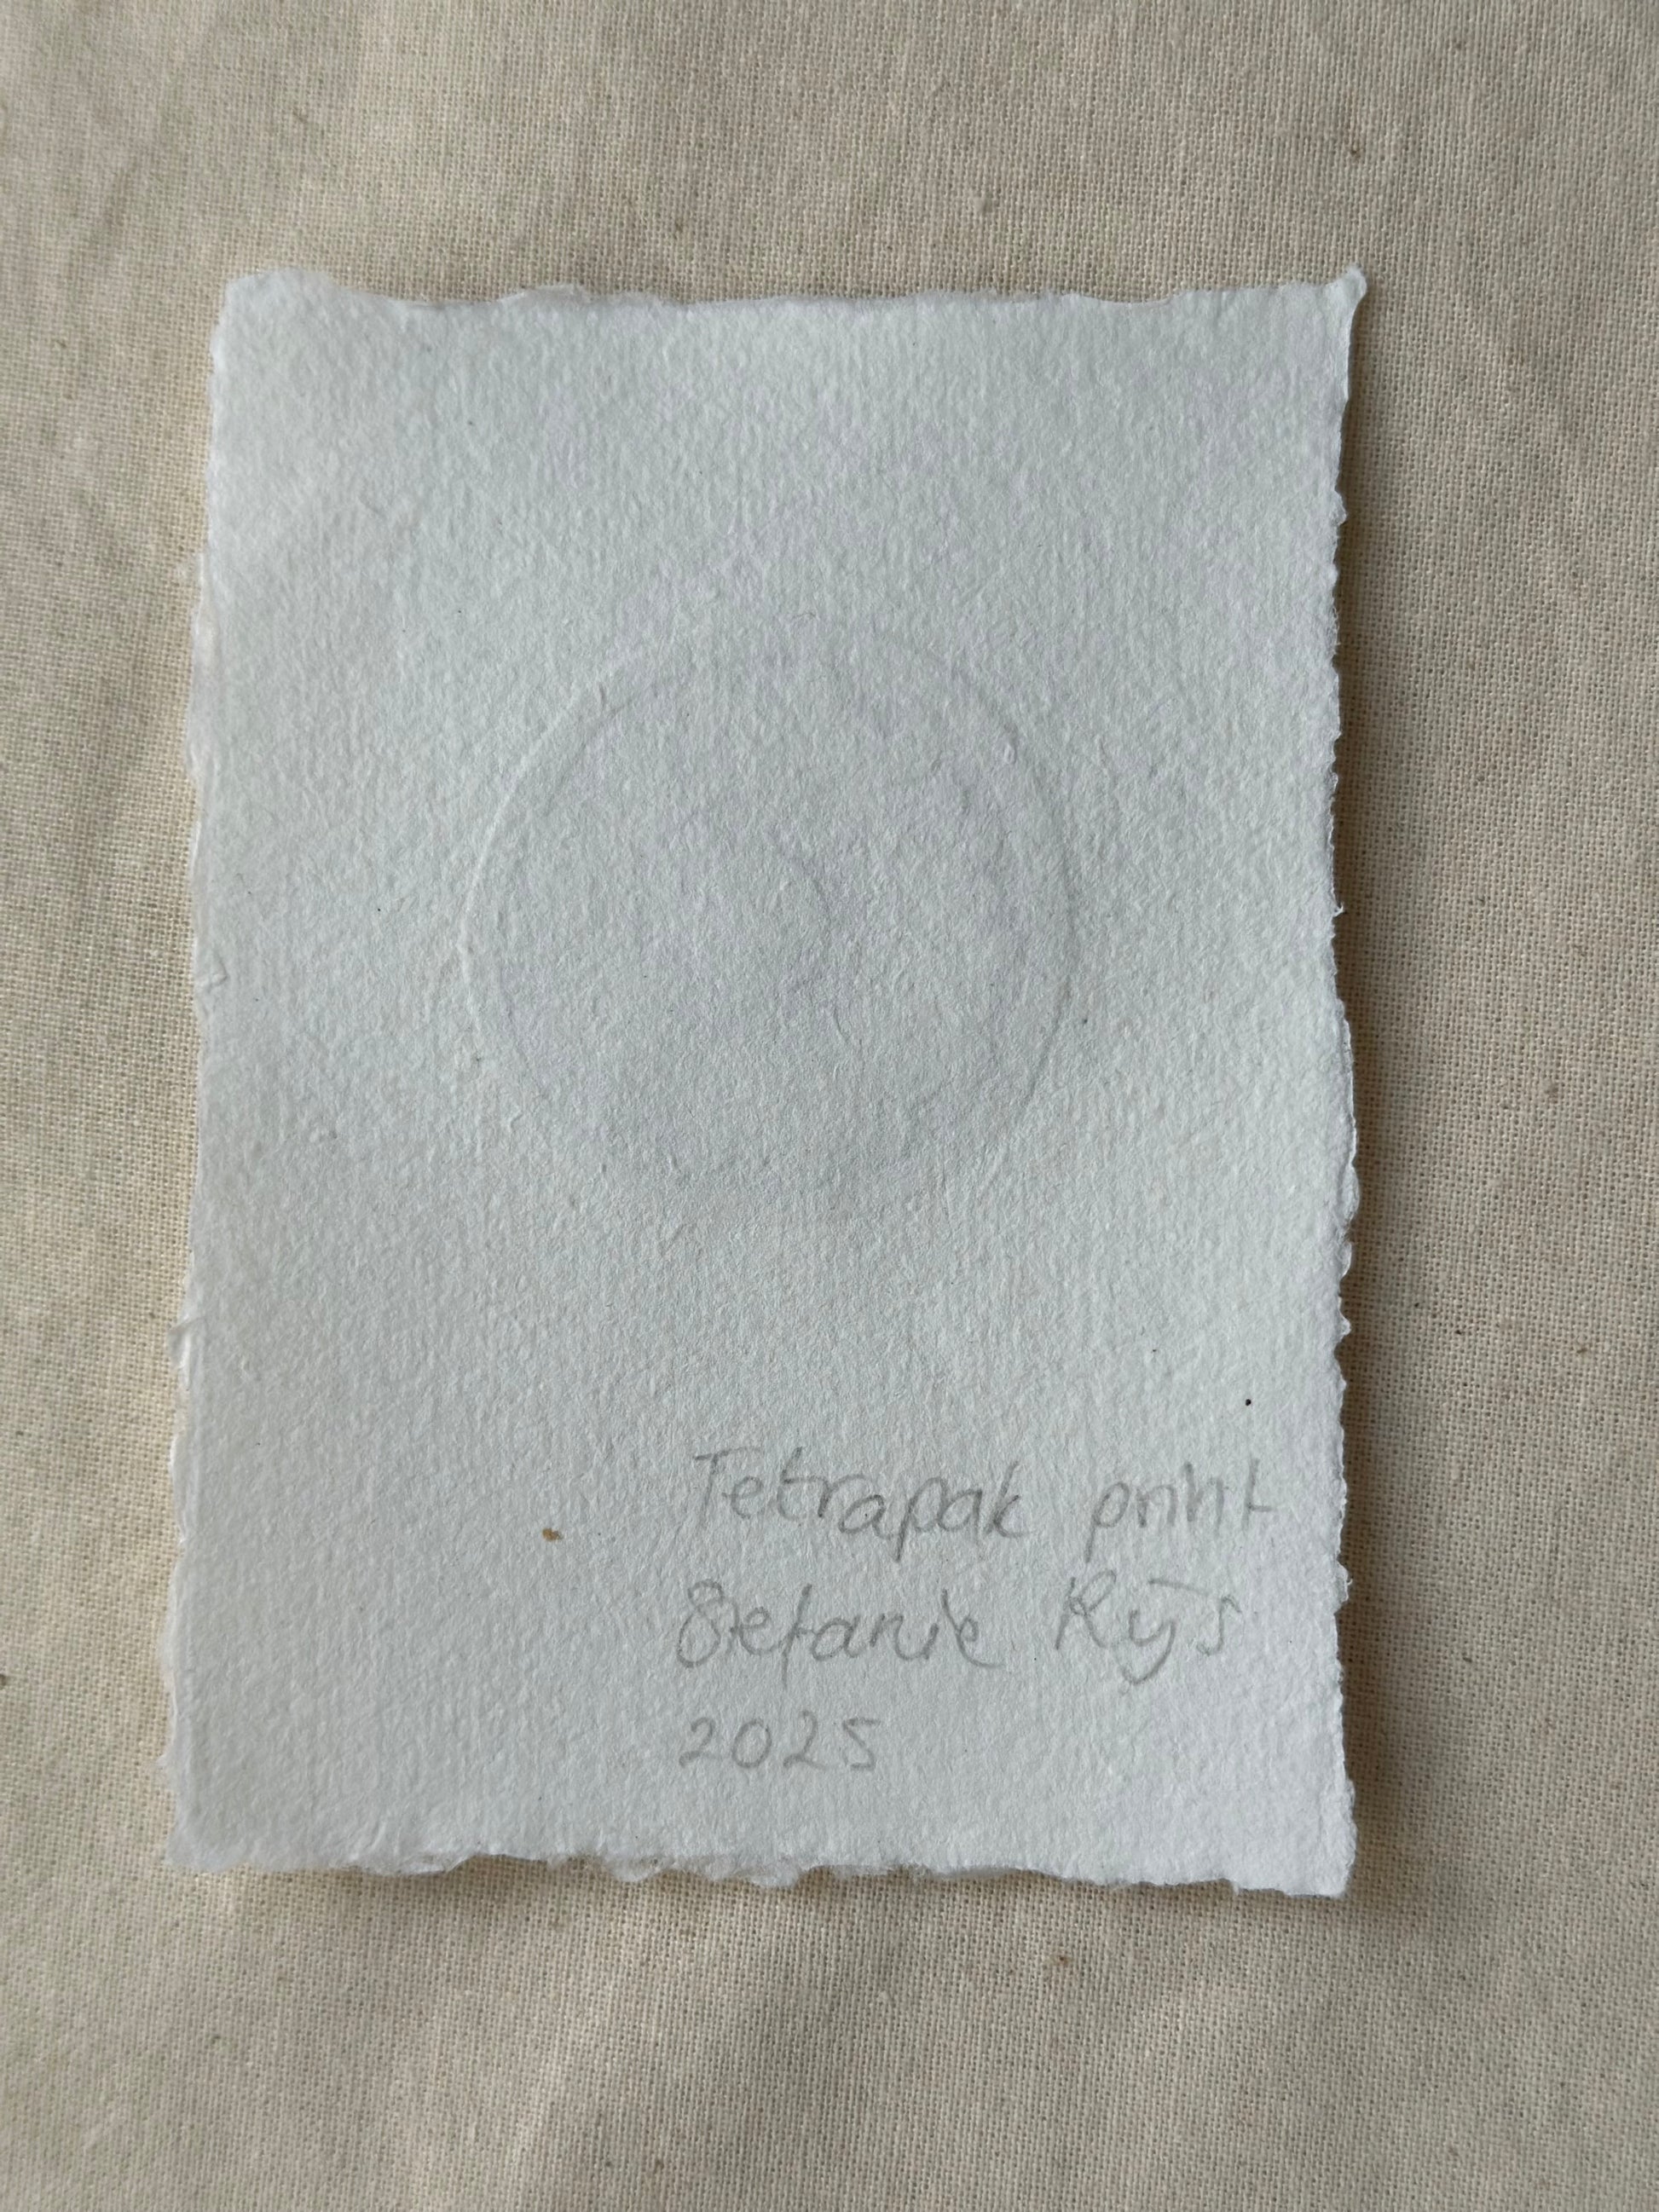 Tetrapak print
Stefanie Rijs
2025